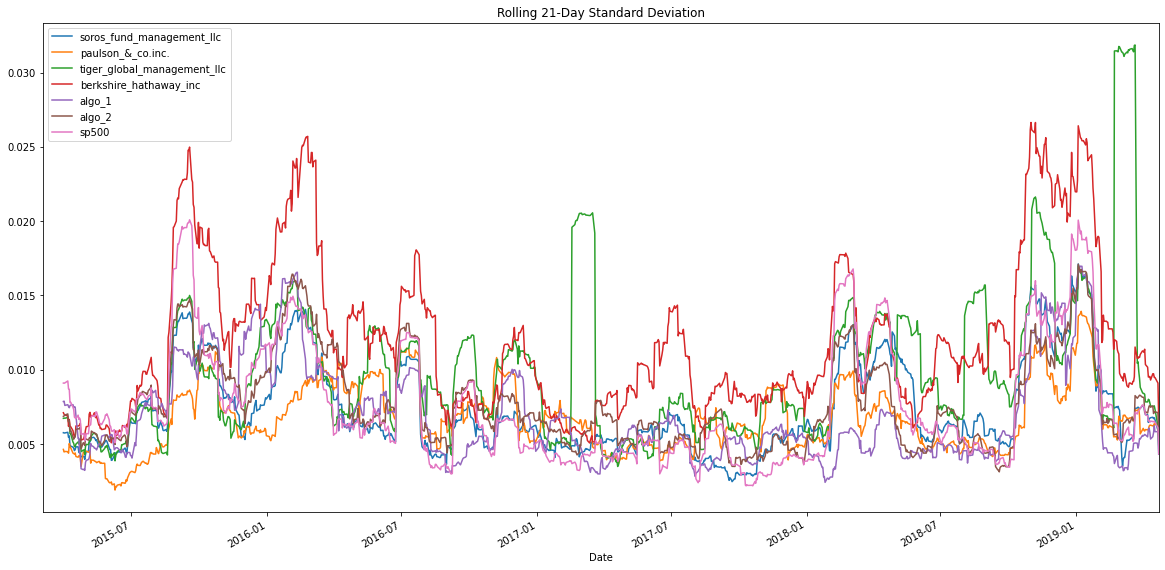 Rolling 21-Day Standard Deviation
soros_fund_management_llc
paulson_&_co.inc.
tiger_global_management_llc
berkshire_hathaway_inc
algo_1
algo_2
sp500
0.030
0.025
0.020
0.015
0.010
0.005
2015-07
2016-01
2016-07
2017-01
2017-07
2018-01
2018-07
2019-01
Date